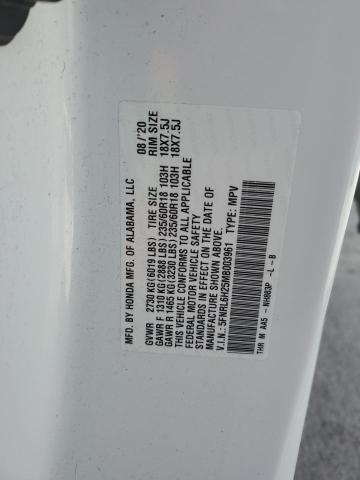 MFD. BY HONDA MFG. OF ALABAMA, LLC 08/'20
GVWR 2730 KG(6019 LBS) TIRE SIZE RIM SIZE
GAWR F 1310 KG(2888 LBS)235/60R18 103H 18X7.5J
GAWR R 1465 KG(3230 LBS)235/60R18 103H 18X7.5J
THIS VEHICLE CONFORMS TO ALL APPLICABLE
FEDERAL MOTOR VEHICLE SAFETY
STANDARDS IN EFFECT ON THE DATE OF
MANUFACTURE SHOWN ABOVE.
V.I.N.:5FNRL6H25MB003961 TYPE: MPV
THR M AA5 - NH883P -L-B